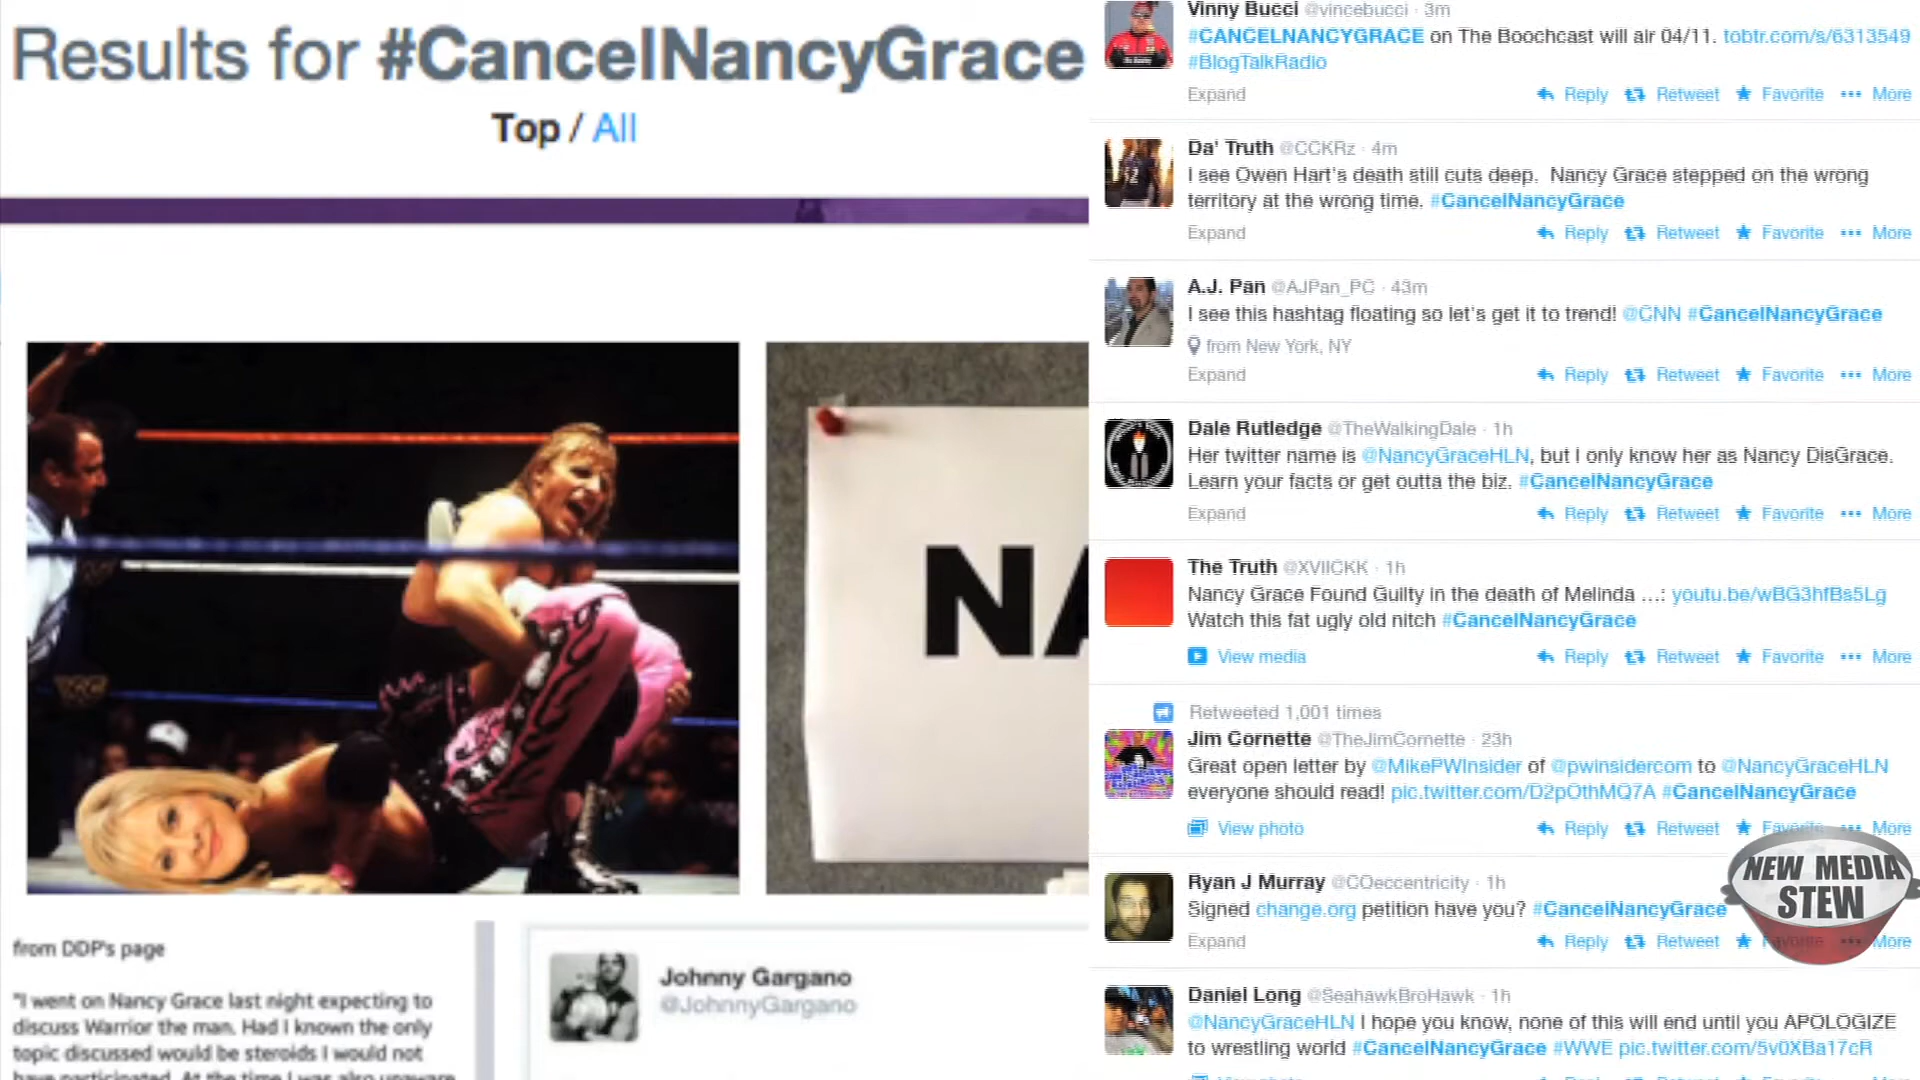 Results for #CancelNancyGrace
Top / All
NA
from DDP's page
"I went on Nancy Grace last night expecting to
discuss Warrior the man. Had I known the only
topic discussed would be steroids I would not
have participated. At the time I was also unaware
Johnny Gargano
@JohnnyGargano
Vinny Bucci @vincebucci · 3m
#CANCELNANCYGRACE on The Boochcast will air 04/11. tobtr.com/s/6313549
#BlogTalkRadio
Expand Reply Retweet Favorite More
Da' Truth @CCKRz · 4m
I see Owen Hart's death still cuts deep. Nancy Grace stepped on the wrong
territory at the wrong time. #CancelNancyGrace
Expand Reply Retweet Favorite More
A.J. Pan @AJPan_PC · 43m
I see this hashtag floating so let's get it to trend! @CNN #CancelNancyGrace
from New York, NY
Expand Reply Retweet Favorite More
Dale Rutledge @TheWalkingDale · 1h
Her twitter name is @NancyGraceHLN, but I only know her as Nancy DisGrace.
Learn your facts or get outta the biz. #CancelNancyGrace
Expand Reply Retweet Favorite More
The Truth @XVIICKK · 1h
Nancy Grace Found Guilty in the death of Melinda ...: youtu.be/wBG3hfBs5Lg
Watch this fat ugly old nitch #CancelNancyGrace
View media Reply Retweet Favorite More
Retweeted 1,001 times
Jim Cornette @TheJimCornette · 23h
Great open letter by @MikePWInsider of @pwinsidercom to @NancyGraceHLN
everyone should read! pic.twitter.com/D2pOthMQ7A #CancelNancyGrace
View photo Reply Retweet Favorite More
Ryan J Murray @COeccentricity · 1h
Signed change.org petition have you? #CancelNancyGrace
Expand Reply Retweet Favorite More
NEW MEDIA
STEW
Daniel Long @SeahawkBroHawk · 1h
@NancyGraceHLN I hope you know, none of this will end until you APOLOGIZE
to wrestling world #CancelNancyGrace #WWE pic.twitter.com/5v0XBa17cR